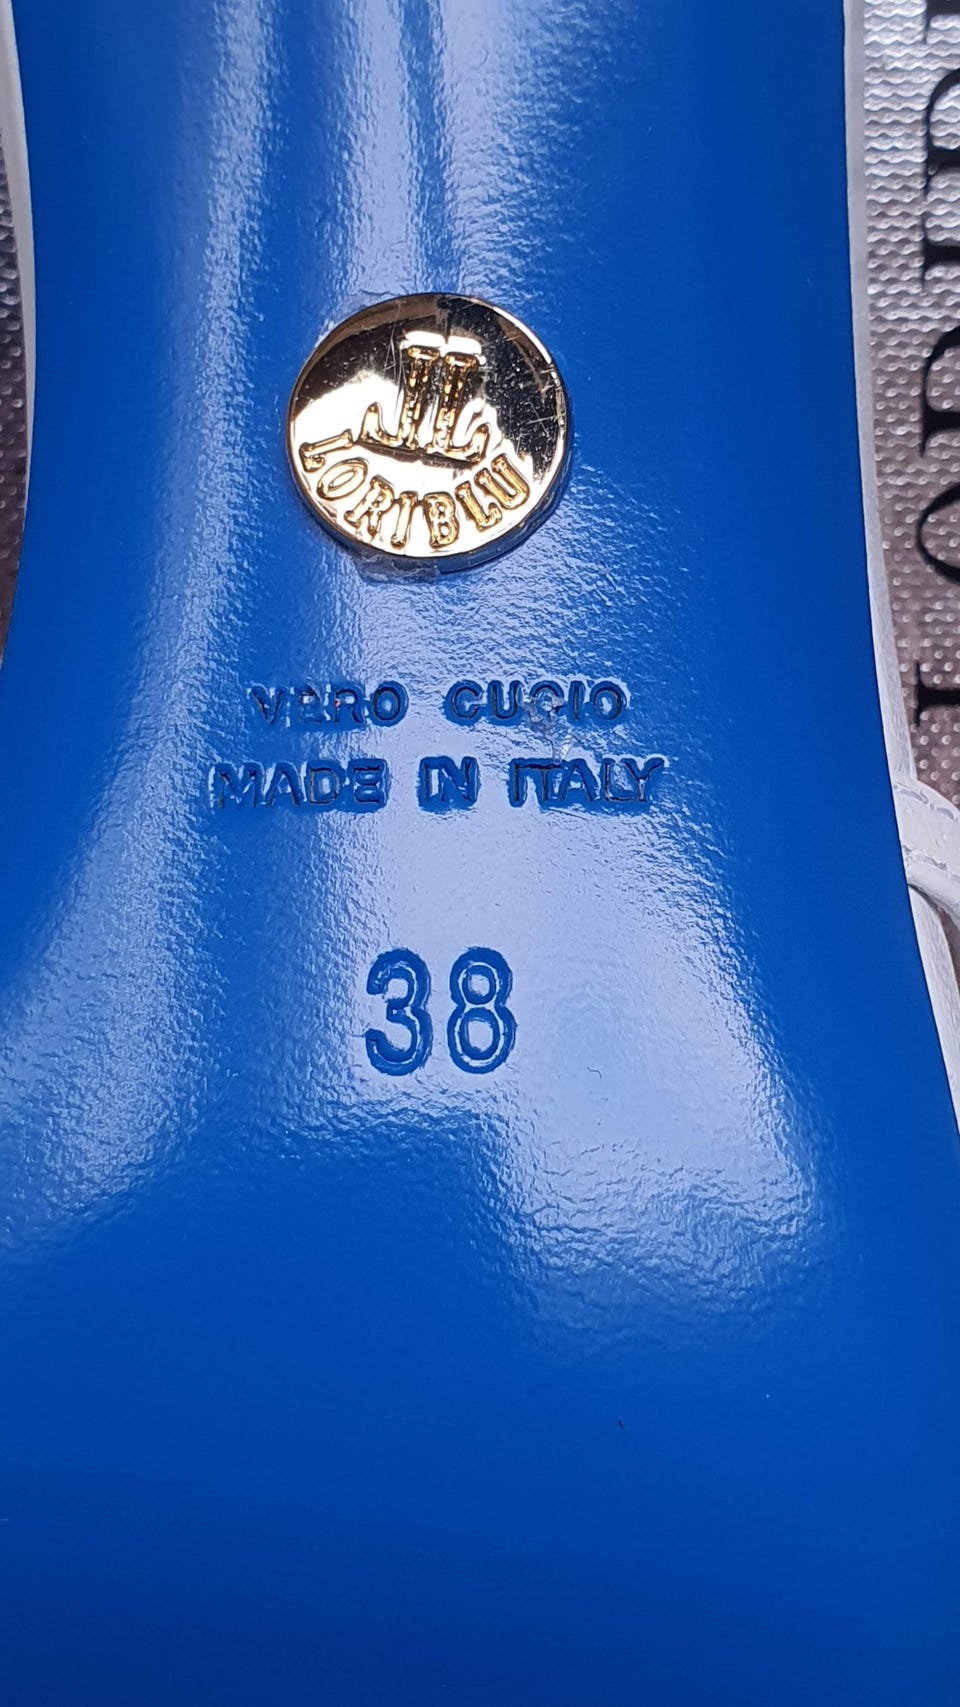 LORIBLU
VERO CUOIO
MADE IN ITALY
38